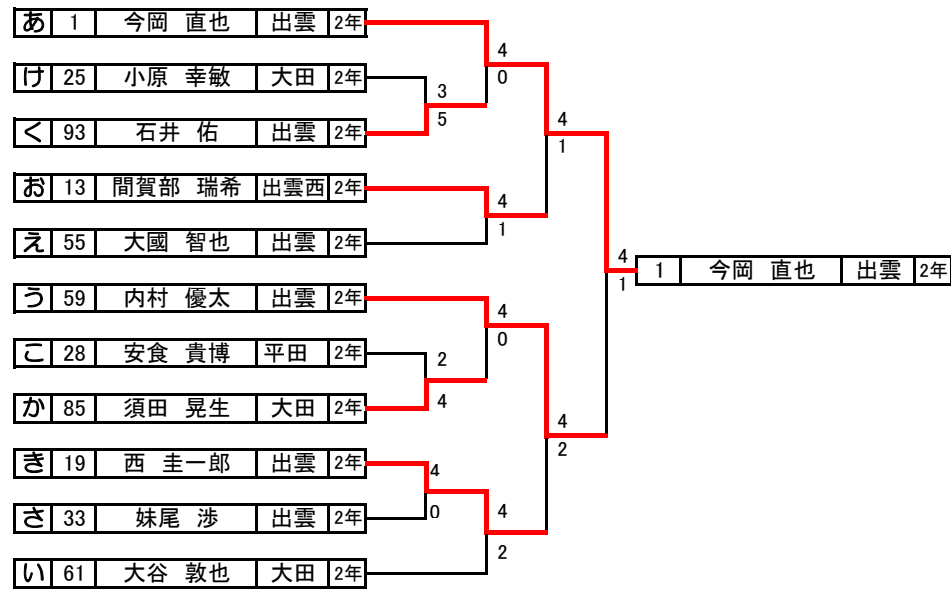 あ 1 今岡 直也 出雲 2年
4
0
け 25 小原 幸敏 大田 2年
3
5
く 93 石井 佑 出雲 2年
4
1
お 13 間賀部 瑞希 出雲西 2年
4
1
え 55 大國 智也 出雲 2年
4
1
1 今岡 直也 出雲 2年
う 59 内村 優太 出雲 2年
4
0
こ 28 安食 貴博 平田 2年
2
4
か 85 須田 晃生 大田 2年
4
2
き 19 西 圭一郎 出雲 2年
4
0
さ 33 妹尾 渉 出雲 2年
4
2
い 61 大谷 敦也 大田 2年